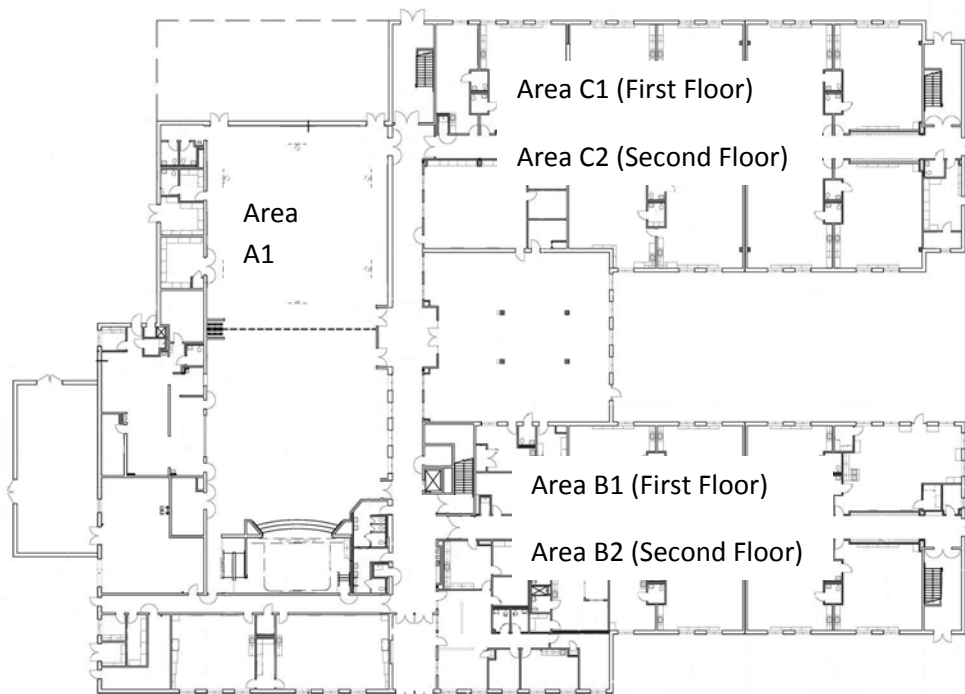 Area C1 (First Floor)
Area C2 (Second Floor)
Area
A1
Area B1 (First Floor)
Area B2 (Second Floor)